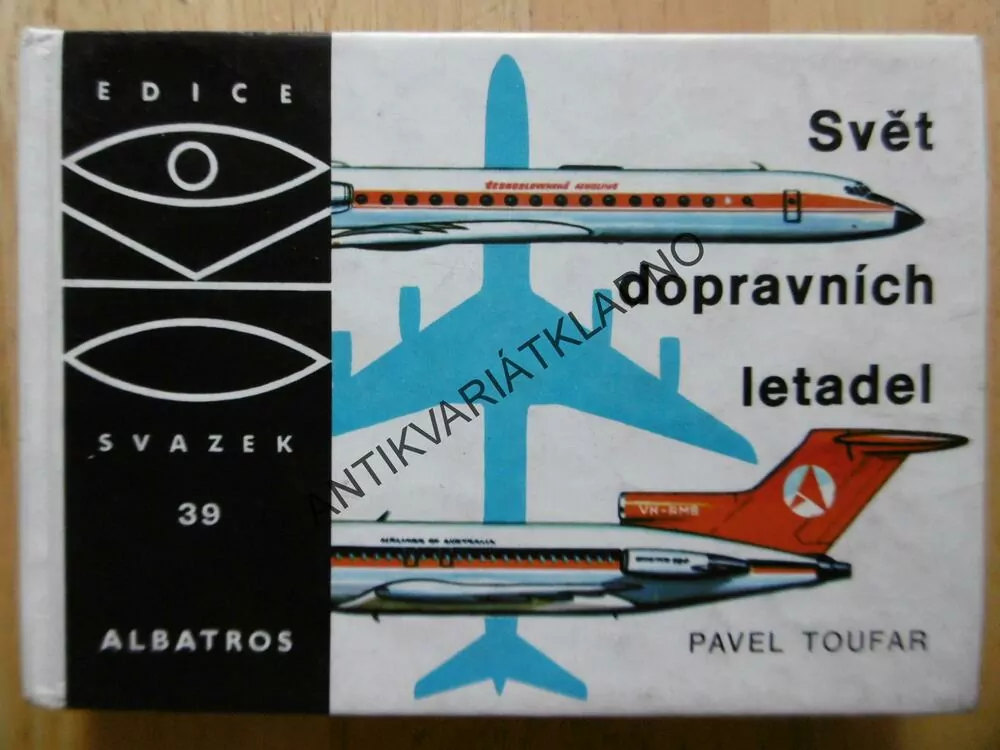 EDICE
SVAZEK
39
ALBATROS
Svět
dopravních
letadel
PAVEL TOUFAR
ANTIKVARIÁTKLADNO